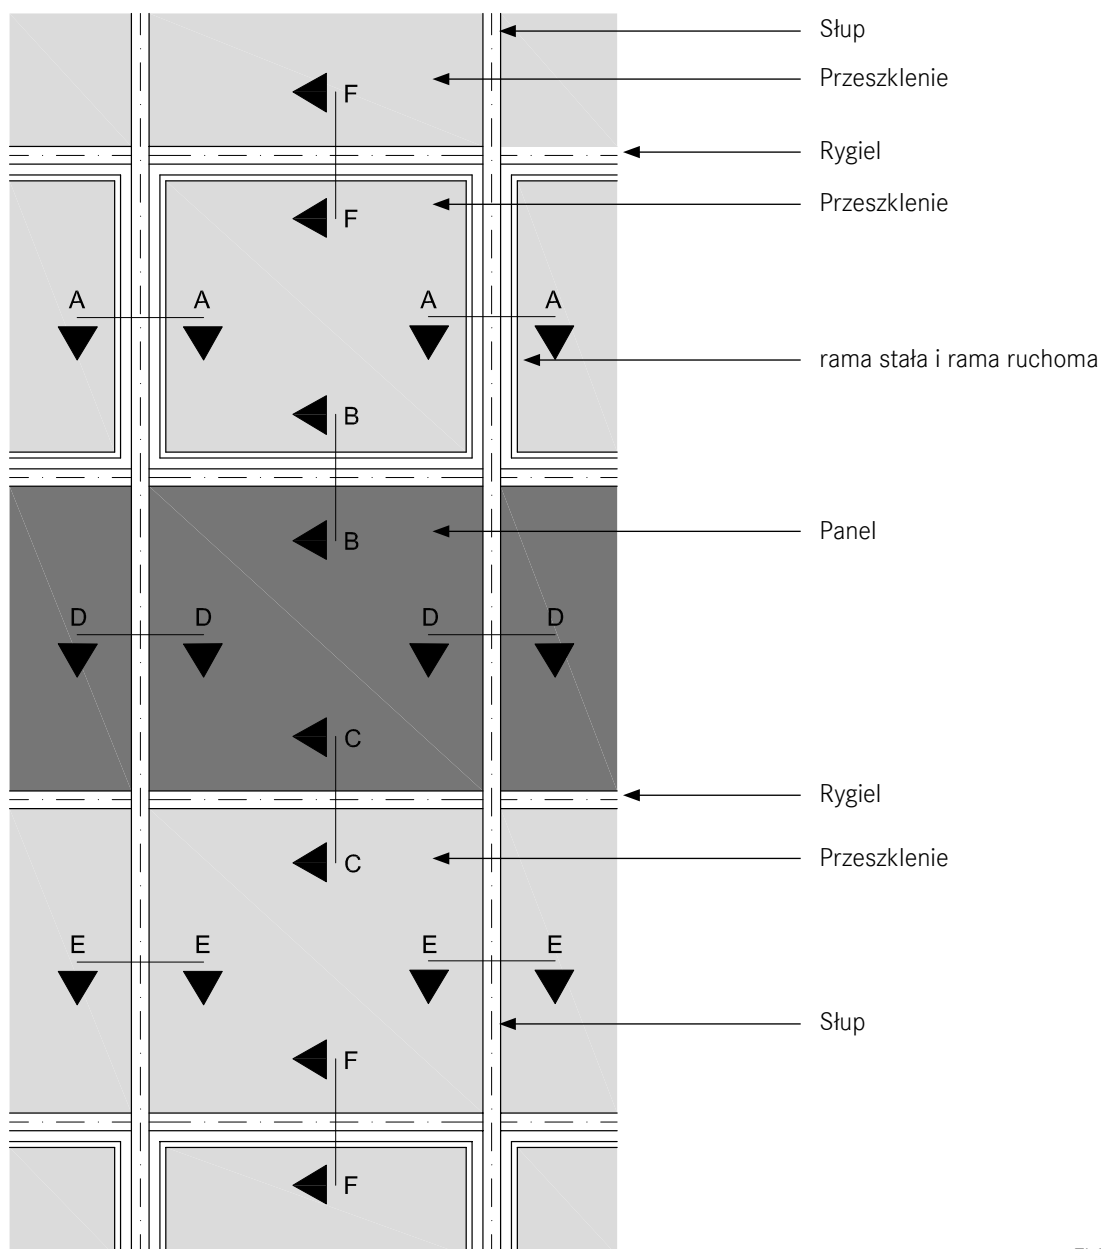 Słup
Przeszklenie
F
Rygiel
Przeszklenie
F
A A A A
rama stała i rama ruchoma
B
Panel
B
D D D D
C
Rygiel
Przeszklenie
C
E E E E
Słup
F
F